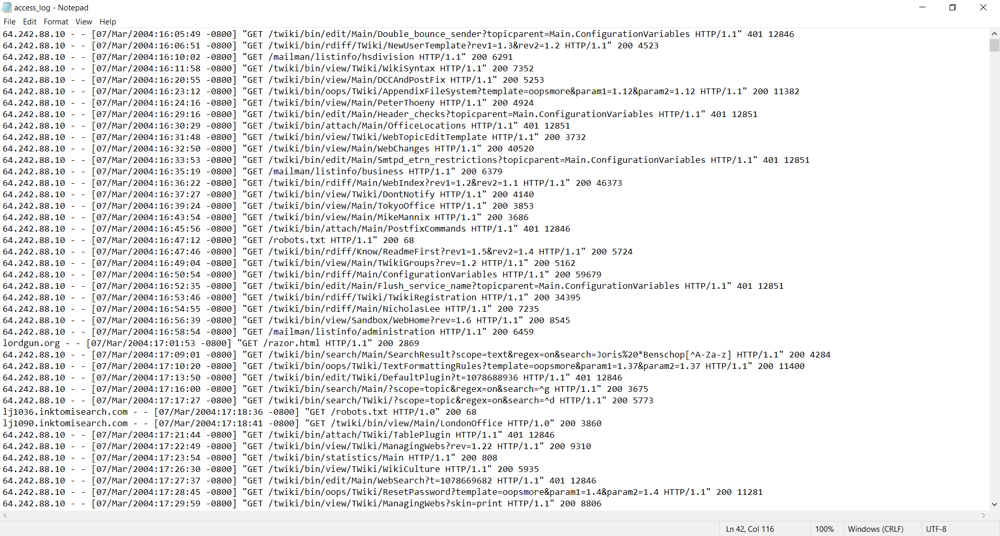 access_log - Notepad
File Edit Format View Help
64.242.88.10 - - [07/Mar/2004:16:05:49 -0800] "GET /twiki/bin/edit/Main/Double_bounce_sender?topicparent=Main.ConfigurationVariables HTTP/1.1" 401 12846
64.242.88.10 - - [07/Mar/2004:16:06:51 -0800] "GET /twiki/bin/rdiff/TWiki/NewUserTemplate?rev1=1.3&rev2=1.2 HTTP/1.1" 200 4523
64.242.88.10 - - [07/Mar/2004:16:10:02 -0800] "GET /mailman/listinfo/hsdivision HTTP/1.1" 200 6291
64.242.88.10 - - [07/Mar/2004:16:11:58 -0800] "GET /twiki/bin/view/TWiki/WikiSyntax HTTP/1.1" 200 7352
64.242.88.10 - - [07/Mar/2004:16:20:55 -0800] "GET /twiki/bin/view/Main/DCCAndPostFix HTTP/1.1" 200 5253
64.242.88.10 - - [07/Mar/2004:16:23:12 -0800] "GET /twiki/bin/oops/TWiki/AppendixFileSystem?template=oopsmore&param1=1.12&param2=1.12 HTTP/1.1" 200 11382
64.242.88.10 - - [07/Mar/2004:16:24:16 -0800] "GET /twiki/bin/view/Main/PeterThoeny HTTP/1.1" 200 4924
64.242.88.10 - - [07/Mar/2004:16:29:16 -0800] "GET /twiki/bin/edit/Main/Header_checks?topicparent=Main.ConfigurationVariables HTTP/1.1" 401 12851
64.242.88.10 - - [07/Mar/2004:16:30:29 -0800] "GET /twiki/bin/attach/Main/OfficeLocations HTTP/1.1" 401 12851
64.242.88.10 - - [07/Mar/2004:16:31:48 -0800] "GET /twiki/bin/view/TWiki/WebTopicEditTemplate HTTP/1.1" 200 3732
64.242.88.10 - - [07/Mar/2004:16:32:50 -0800] "GET /twiki/bin/view/Main/WebChanges HTTP/1.1" 200 40520
64.242.88.10 - - [07/Mar/2004:16:33:53 -0800] "GET /twiki/bin/edit/Main/Smtpd_etrn_restrictions?topicparent=Main.ConfigurationVariables HTTP/1.1" 401 12851
64.242.88.10 - - [07/Mar/2004:16:35:19 -0800] "GET /mailman/listinfo/business HTTP/1.1" 200 6379
64.242.88.10 - - [07/Mar/2004:16:36:22 -0800] "GET /twiki/bin/rdiff/Main/WebIndex?rev1=1.2&rev2=1.1 HTTP/1.1" 200 46373
64.242.88.10 - - [07/Mar/2004:16:37:27 -0800] "GET /twiki/bin/view/TWiki/DontNotify HTTP/1.1" 200 4140
64.242.88.10 - - [07/Mar/2004:16:39:24 -0800] "GET /twiki/bin/view/Main/TokyoOffice HTTP/1.1" 200 3853
64.242.88.10 - - [07/Mar/2004:16:43:54 -0800] "GET /twiki/bin/view/Main/MikeMannix HTTP/1.1" 200 3686
64.242.88.10 - - [07/Mar/2004:16:45:56 -0800] "GET /twiki/bin/attach/Main/PostfixCommands HTTP/1.1" 401 12846
64.242.88.10 - - [07/Mar/2004:16:47:12 -0800] "GET /robots.txt HTTP/1.1" 200 68
64.242.88.10 - - [07/Mar/2004:16:47:46 -0800] "GET /twiki/bin/rdiff/Know/ReadmeFirst?rev1=1.5&rev2=1.4 HTTP/1.1" 200 5724
64.242.88.10 - - [07/Mar/2004:16:49:04 -0800] "GET /twiki/bin/view/Main/TWikiGroups?rev=1.2 HTTP/1.1" 200 5162
64.242.88.10 - - [07/Mar/2004:16:50:54 -0800] "GET /twiki/bin/rdiff/Main/ConfigurationVariables HTTP/1.1" 200 59679
64.242.88.10 - - [07/Mar/2004:16:52:35 -0800] "GET /twiki/bin/edit/Main/Flush_service_name?topicparent=Main.ConfigurationVariables HTTP/1.1" 401 12851
64.242.88.10 - - [07/Mar/2004:16:53:46 -0800] "GET /twiki/bin/rdiff/TWiki/TWikiRegistration HTTP/1.1" 200 34395
64.242.88.10 - - [07/Mar/2004:16:54:55 -0800] "GET /twiki/bin/rdiff/Main/NicholasLee HTTP/1.1" 200 7235
64.242.88.10 - - [07/Mar/2004:16:56:39 -0800] "GET /twiki/bin/view/Sandbox/WebHome?rev=1.6 HTTP/1.1" 200 8545
64.242.88.10 - - [07/Mar/2004:16:58:54 -0800] "GET /mailman/listinfo/administration HTTP/1.1" 200 6459
lordgun.org - - [07/Mar/2004:17:01:53 -0800] "GET /razor.html HTTP/1.1" 200 2869
64.242.88.10 - - [07/Mar/2004:17:09:01 -0800] "GET /twiki/bin/search/Main/SearchResult?scope=text&regex=on&search=Joris%20*Benschop[^A-Za-z] HTTP/1.1" 200 4284
64.242.88.10 - - [07/Mar/2004:17:10:20 -0800] "GET /twiki/bin/oops/TWiki/TextFormattingRules?template=oopsmore&param1=1.37&param2=1.37 HTTP/1.1" 200 11400
64.242.88.10 - - [07/Mar/2004:17:13:50 -0800] "GET /twiki/bin/edit/TWiki/DefaultPlugin?t=1078688936 HTTP/1.1" 401 12846
64.242.88.10 - - [07/Mar/2004:17:16:00 -0800] "GET /twiki/bin/search/Main/?scope=topic&regex=on&search=^g HTTP/1.1" 200 3675
64.242.88.10 - - [07/Mar/2004:17:17:27 -0800] "GET /twiki/bin/search/TWiki/?scope=topic&regex=on&search=^d HTTP/1.1" 200 5773
lj1036.inktomisearch.com - - [07/Mar/2004:17:18:36 -0800] "GET /robots.txt HTTP/1.0" 200 68
lj1090.inktomisearch.com - - [07/Mar/2004:17:18:41 -0800] "GET /twiki/bin/view/Main/LondonOffice HTTP/1.0" 200 3860
64.242.88.10 - - [07/Mar/2004:17:21:44 -0800] "GET /twiki/bin/attach/TWiki/TablePlugin HTTP/1.1" 401 12846
64.242.88.10 - - [07/Mar/2004:17:22:49 -0800] "GET /twiki/bin/view/TWiki/ManagingWebs?rev=1.22 HTTP/1.1" 200 9310
64.242.88.10 - - [07/Mar/2004:17:23:54 -0800] "GET /twiki/bin/statistics/Main HTTP/1.1" 200 808
64.242.88.10 - - [07/Mar/2004:17:26:30 -0800] "GET /twiki/bin/view/TWiki/WikiCulture HTTP/1.1" 200 5935
64.242.88.10 - - [07/Mar/2004:17:27:37 -0800] "GET /twiki/bin/edit/Main/WebSearch?t=1078669682 HTTP/1.1" 401 12846
64.242.88.10 - - [07/Mar/2004:17:28:45 -0800] "GET /twiki/bin/oops/TWiki/ResetPassword?template=oopsmore&param1=1.4&param2=1.4 HTTP/1.1" 200 11281
64.242.88.10 - - [07/Mar/2004:17:29:59 -0800] "GET /twiki/bin/view/TWiki/ManagingWebs?skin=print HTTP/1.1" 200 8806
Ln 42, Col 116 100% Windows (CRLF) UTF-8